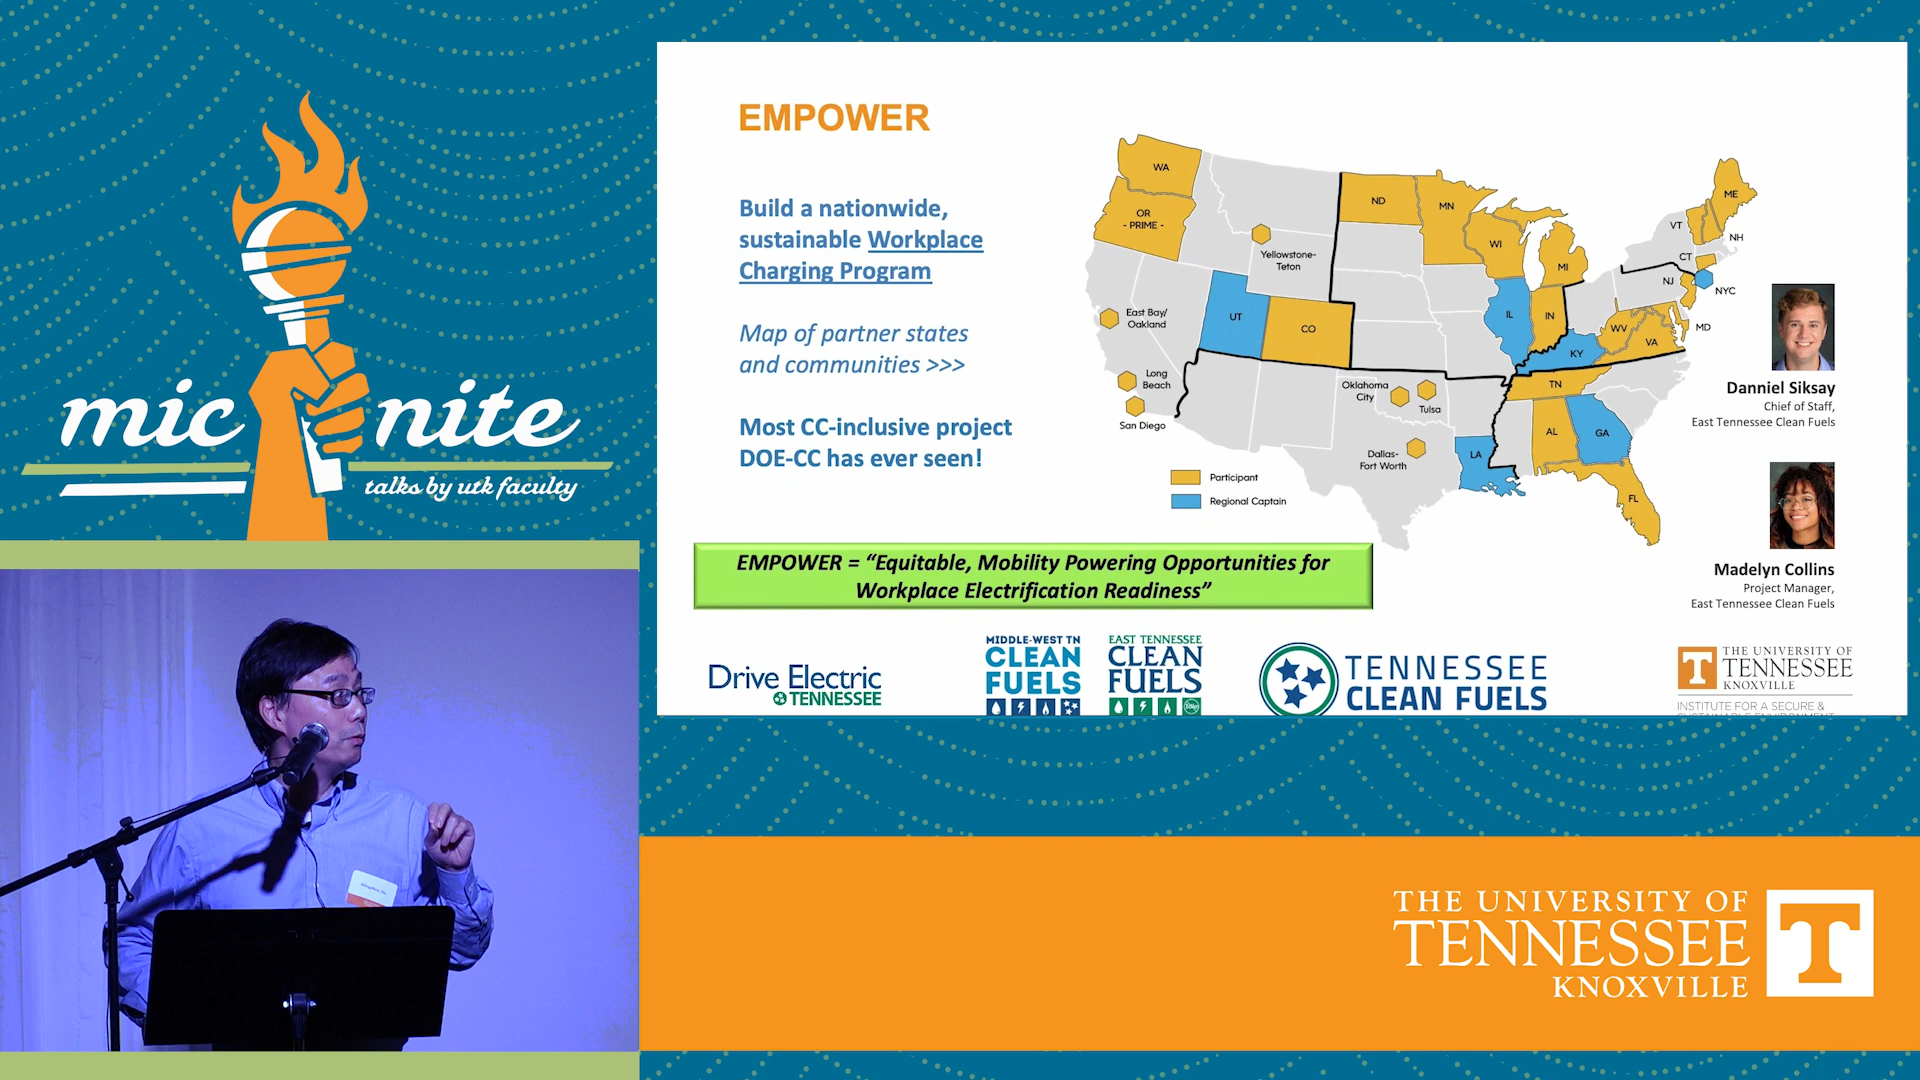 mic nite
talks by utk faculty
EMPOWER
Build a nationwide,
sustainable Workplace
Charging Program
Map of partner states
and communities >>>
Most CC-inclusive project
DOE-CC has ever seen!
WA
OR
- PRIME -
ND
MN
WI
MI
ME
VT
NH
CT
NJ
NYC
MD
Yellowstone-
Teton
East Bay/
Oakland
UT
CO
IL
IN
WV
VA
KY
Long
Beach
San Diego
Oklahoma
City
Tulsa
TN
Dallas-
Fort Worth
LA
AL
GA
FL
Participant
Regional Captain
Danniel Siksay
Chief of Staff,
East Tennessee Clean Fuels
Madelyn Collins
Project Manager,
East Tennessee Clean Fuels
EMPOWER = “Equitable, Mobility Powering Opportunities for
Workplace Electrification Readiness”
Drive Electric
TENNESSEE
MIDDLE-WEST TN
CLEAN
FUELS
EAST TENNESSEE
CLEAN
FUELS
TENNESSEE
CLEAN FUELS
T
THE UNIVERSITY OF
TENNESSEE
KNOXVILLE
INSTITUTE FOR A SECURE &
THE UNIVERSITY OF
TENNESSEE
KNOXVILLE
T